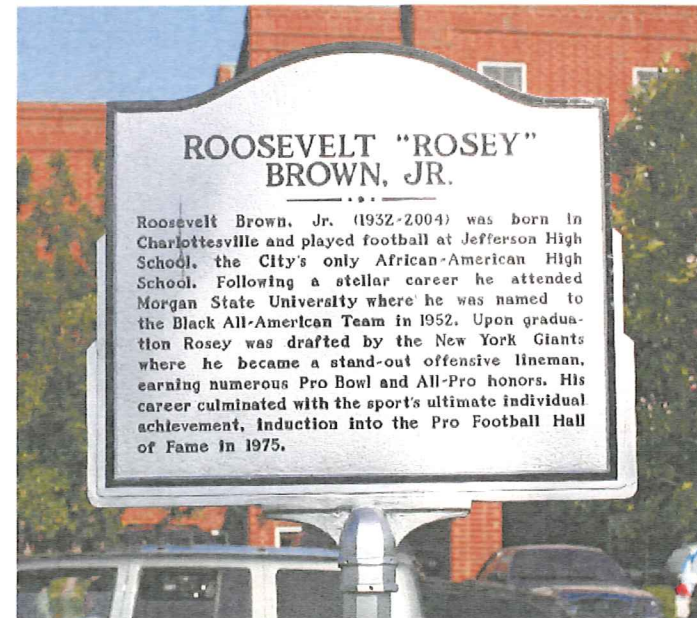 ROOSEVELT "ROSEY"
BROWN, JR.
Roosevelt Brown, Jr. (1932-2004) was born in
Charlottesville and played football at Jefferson High
School, the City's only African-American High
School. Following a stellar career he attended
Morgan State University where he was named to
the Black All-American Team in 1952. Upon gradua-
tion Rosey was drafted by the New York Giants
where he became a stand-out offensive lineman,
earning numerous Pro Bowl and All-Pro honors. His
career culminated with the sport's ultimate individual
achievement, induction into the Pro Football Hall
of Fame in 1975.